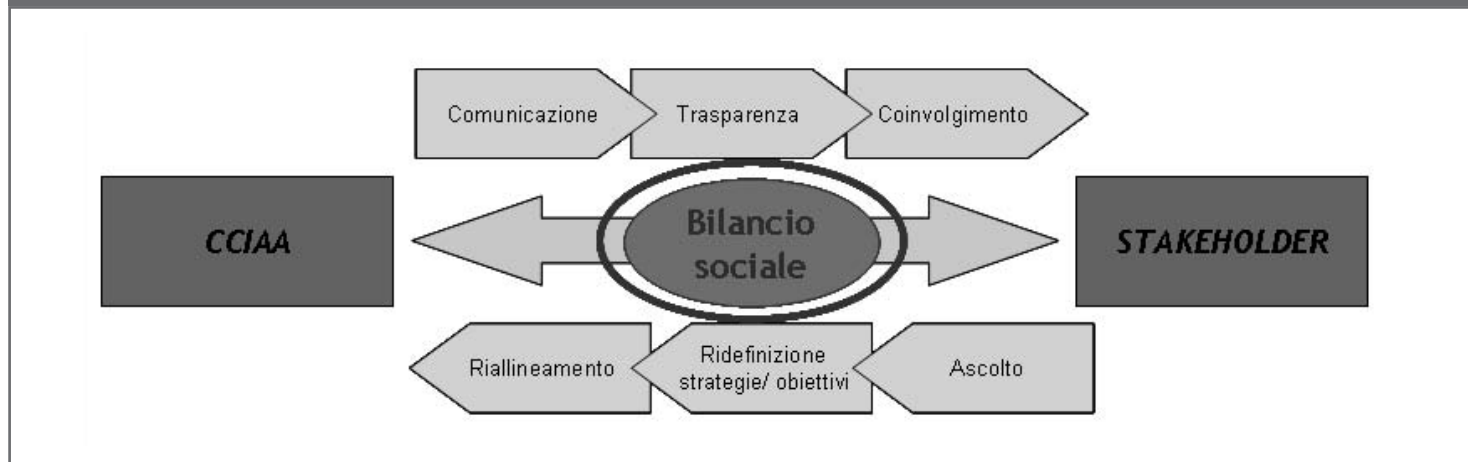 Comunicazione
Trasparenza
Coinvolgimento
CCIAA
Bilancio
sociale
STAKEHOLDER
Riallineamento
Ridefinizione
strategie/ obiettivi
Ascolto